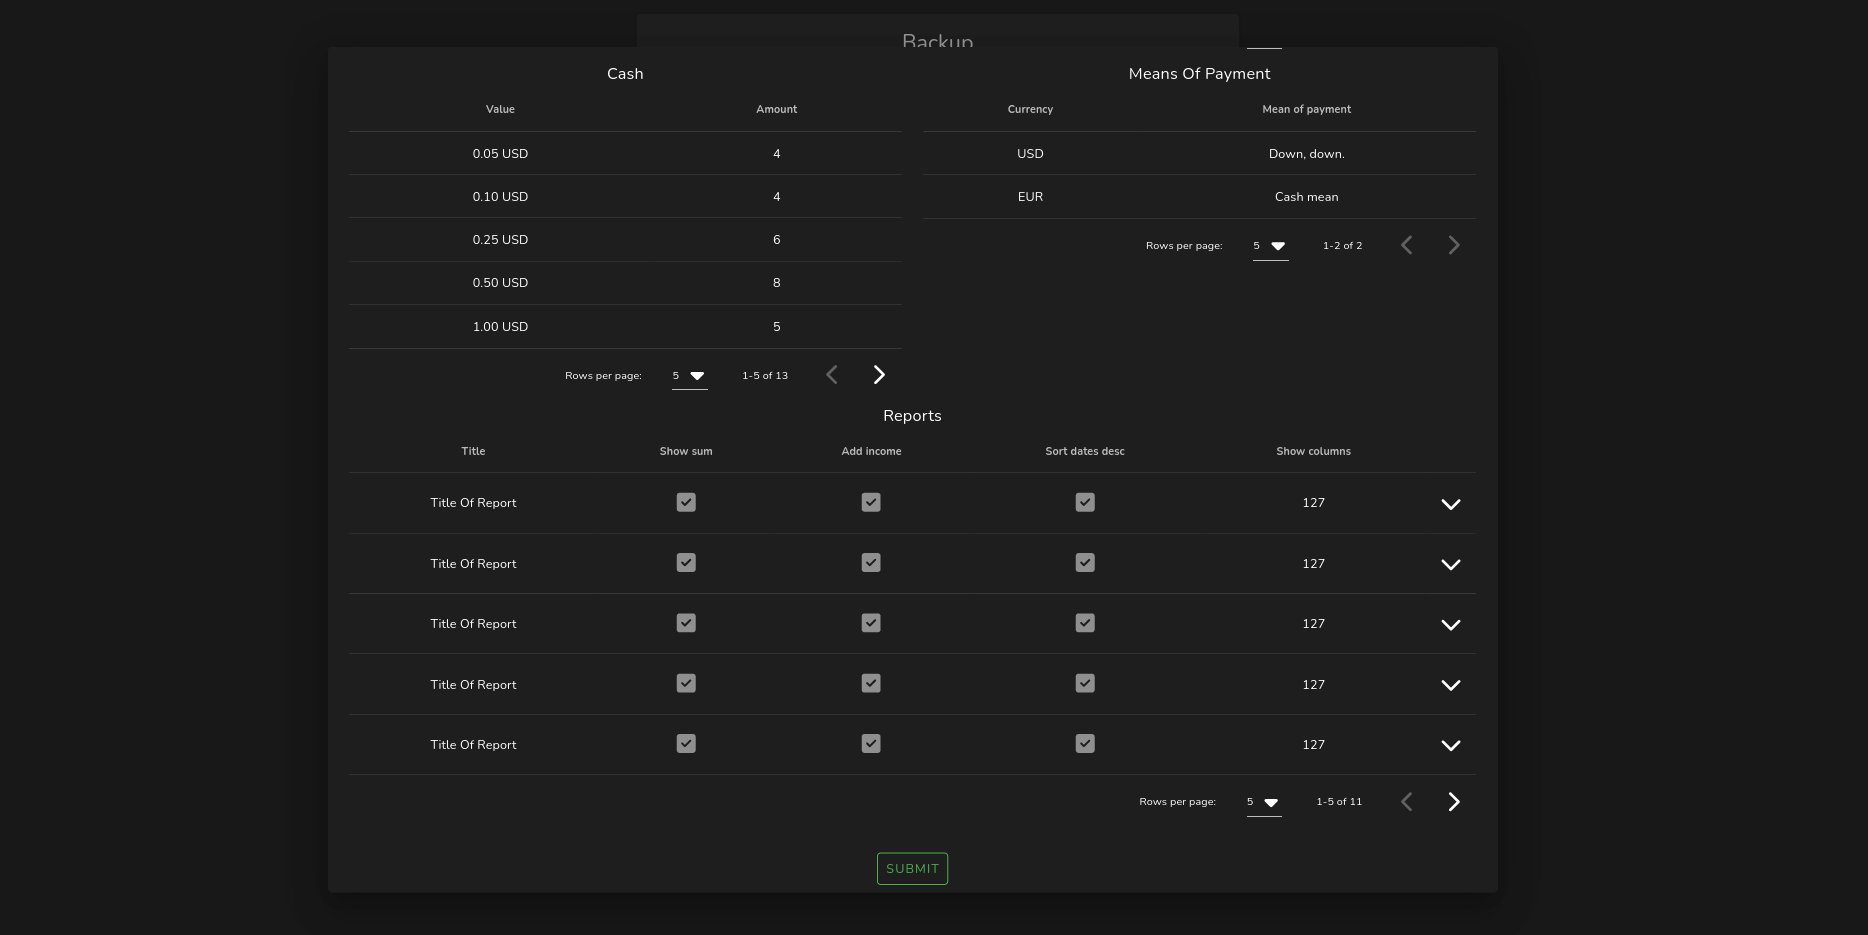 Backup
Cash
Value Amount
0.05 USD 4
0.10 USD 4
0.25 USD 6
0.50 USD 8
1.00 USD 5
Rows per page: 5 1-5 of 13
Means Of Payment
Currency Mean of payment
USD Down, down.
EUR Cash mean
Rows per page: 5 1-2 of 2
Reports
Title Show sum Add income Sort dates desc Show columns
Title Of Report 127
Title Of Report 127
Title Of Report 127
Title Of Report 127
Title Of Report 127
Rows per page: 5 1-5 of 11
SUBMIT